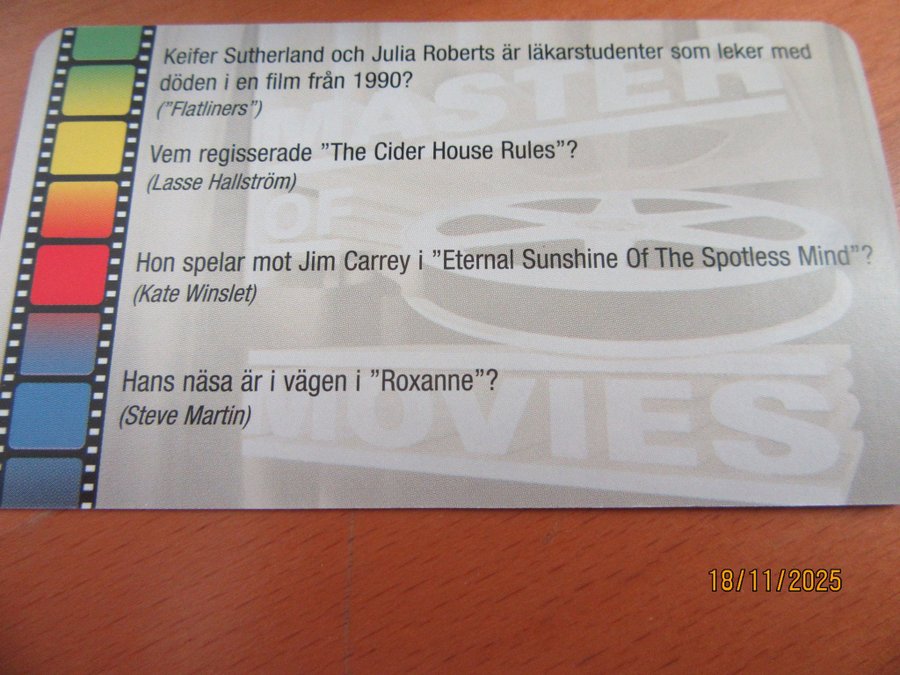 Keifer Sutherland och Julia Roberts är läkarstudenter som leker med
döden i en film från 1990?
("Flatliners")
Vem regisserade "The Cider House Rules"?
(Lasse Hallström)
Hon spelar mot Jim Carrey i "Eternal Sunshine Of The Spotless Mind"?
(Kate Winslet)
Hans näsa är i vägen i "Roxanne"?
(Steve Martin)
MASTER
OF
MOVIES
18/11/2025